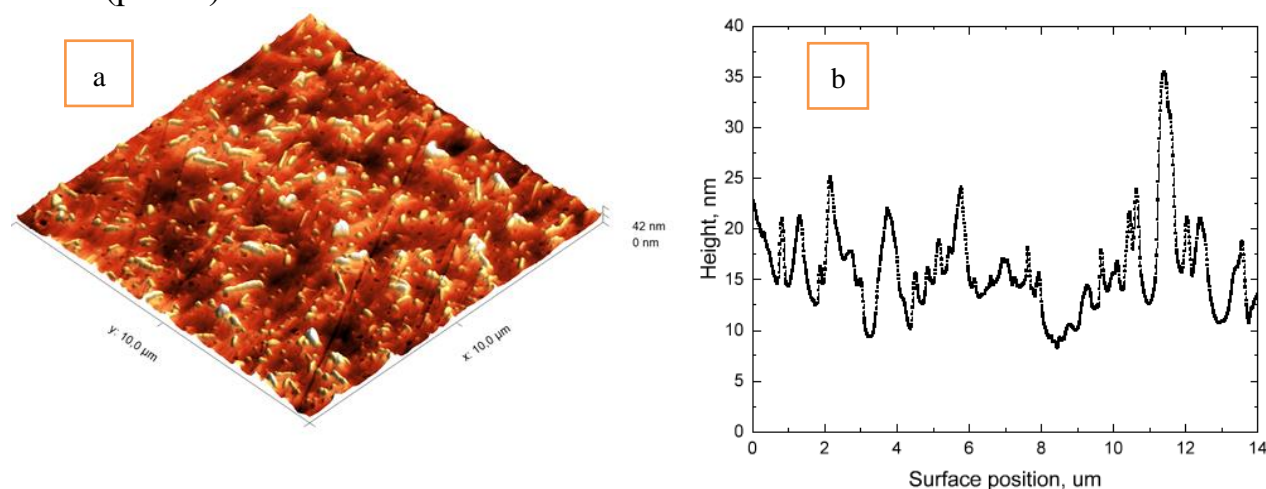 a
42 nm
0 nm
y: 10,0 µm
x: 10,0 µm
b
40
35
30
25
20
15
10
5
0
Height, nm
0 2 4 6 8 10 12 14
Surface position, um